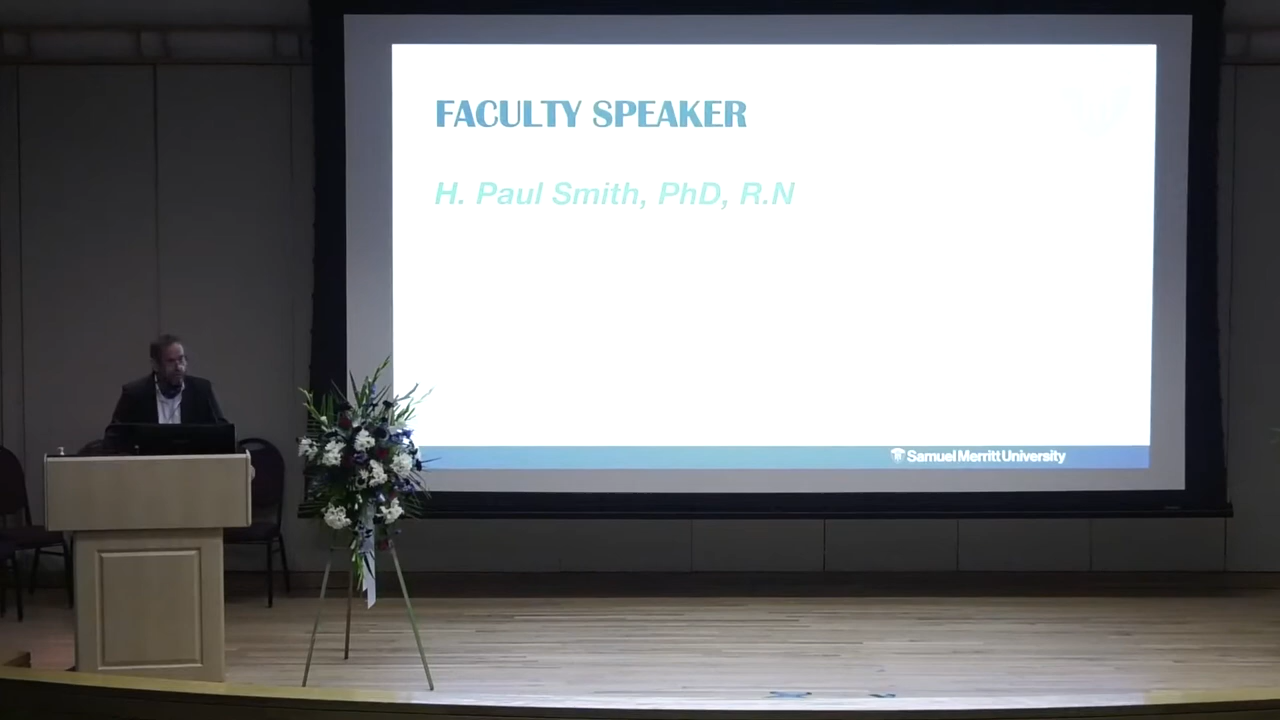 FACULTY SPEAKER
H. Paul Smith, PhD, R.N
Samuel Merritt University